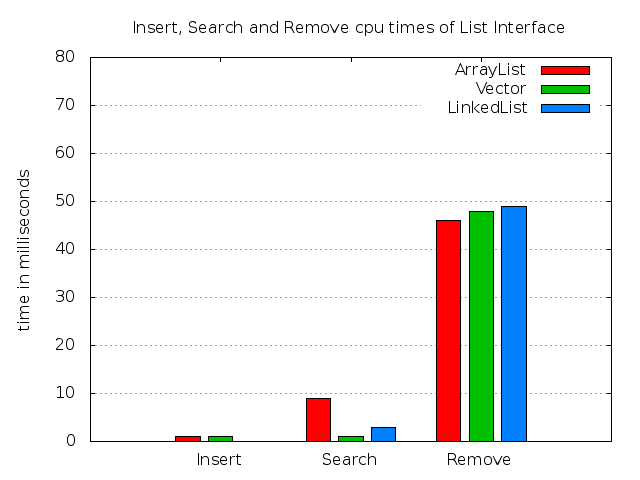 Insert, Search and Remove cpu times of List Interface
80
70
60
50
40
30
20
10
0
time in milliseconds
ArrayList
Vector
LinkedList
Insert Search Remove